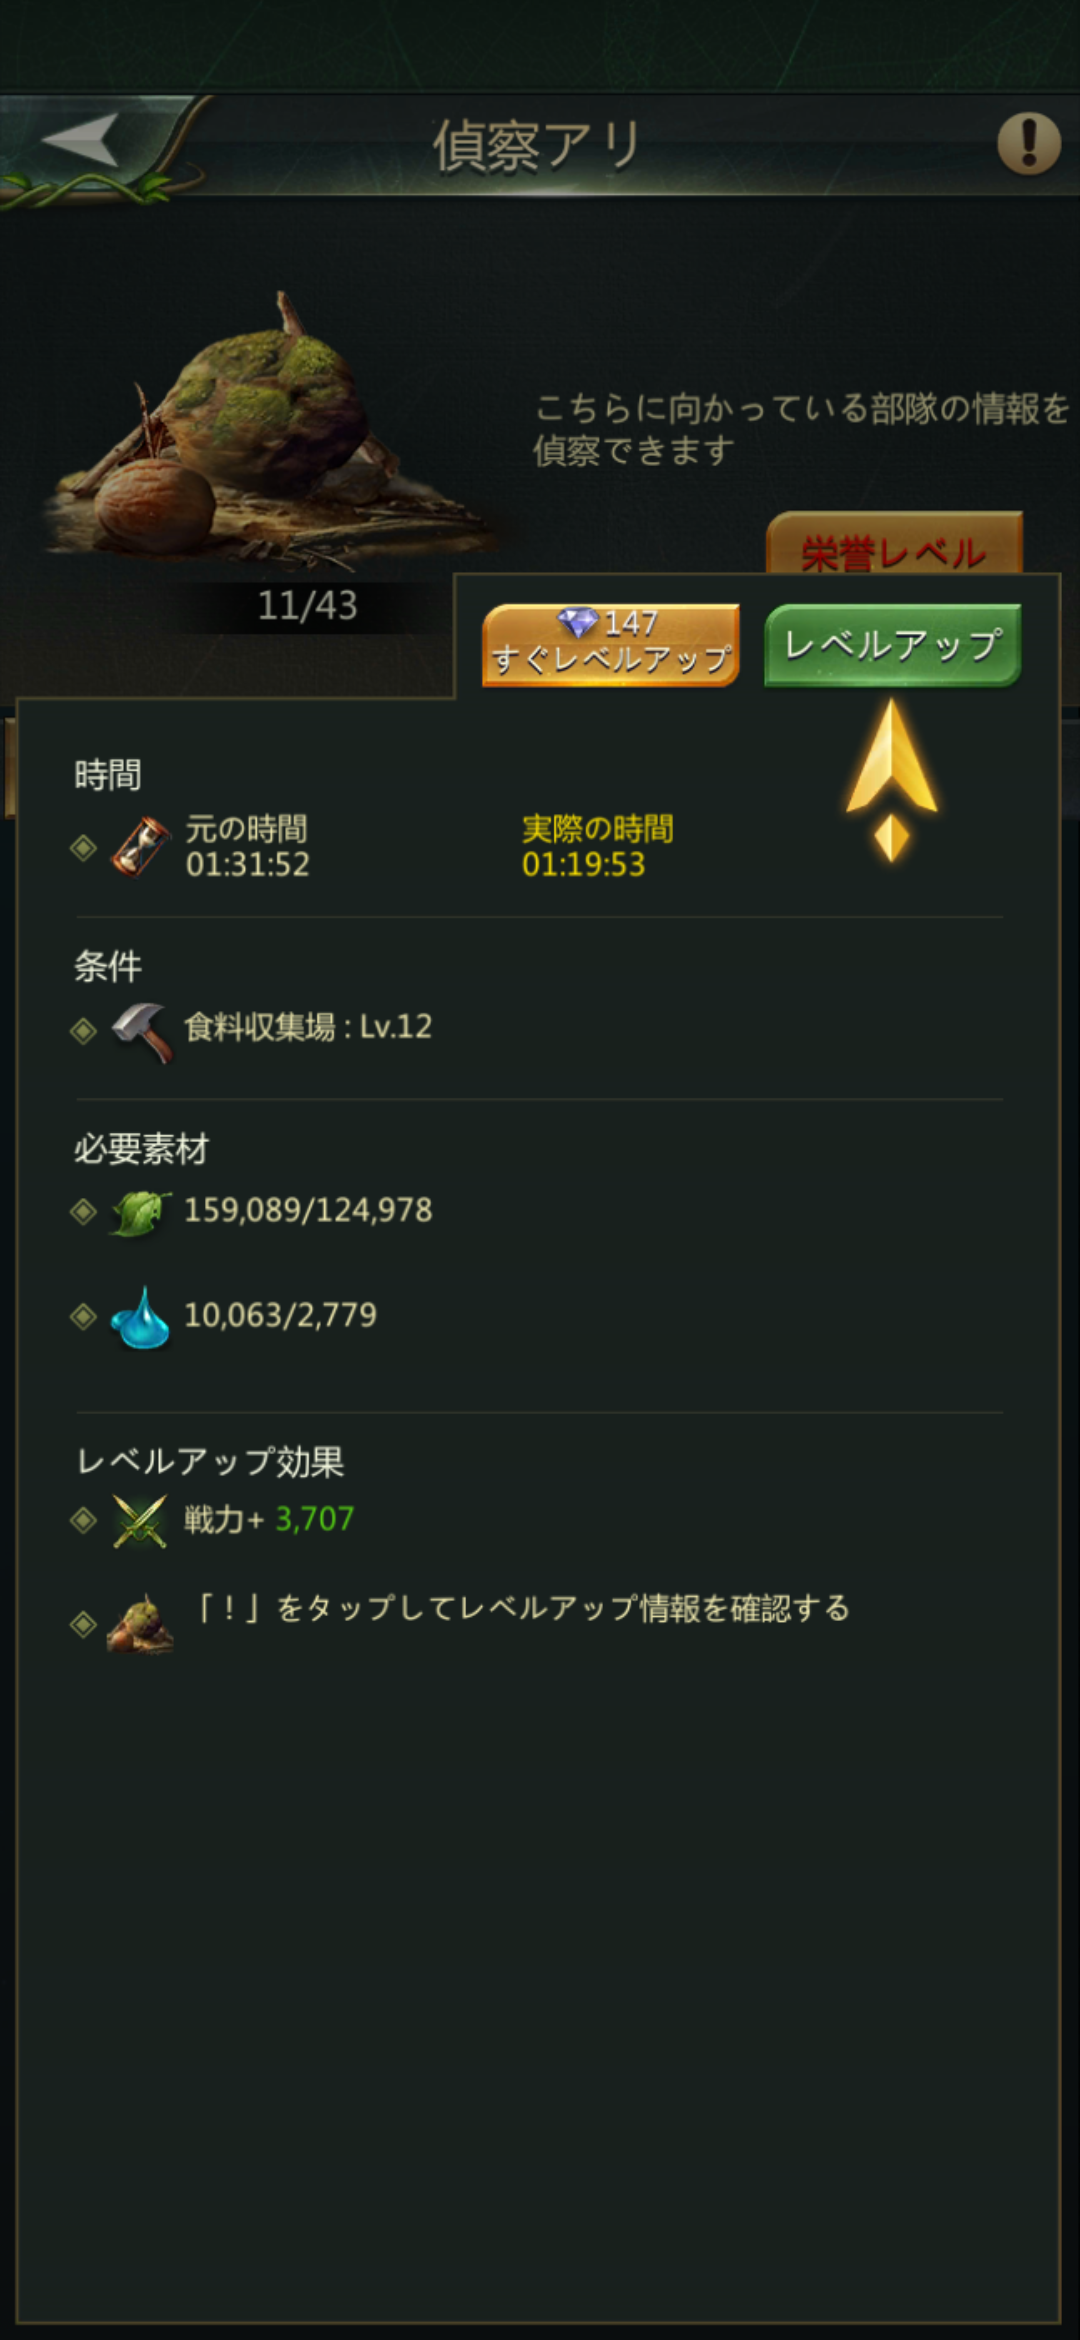 偵察アリ
こちらに向かっている部隊の情報を
偵察できます
栄誉レベル
11/43
147
すぐレベルアップ
レベルアップ
時間
元の時間
実際の時間
01:31:52
01:19:53
条件
食料収集場 : Lv.12
必要素材
159,089/124,978
10,063/2,779
レベルアップ効果
戦力+ 3,707
「！」をタップしてレベルアップ情報を確認する